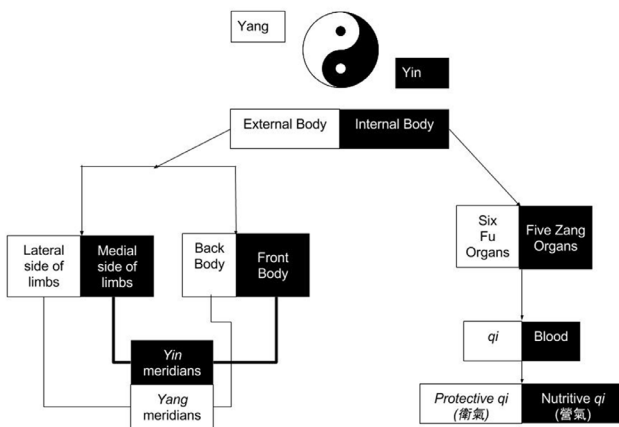 Yang
Yin
External Body
Internal Body
Lateral
side of
limbs
Medial
side of
limbs
Back
Body
Front
Body
Six
Fu
Organs
Five Zang
Organs
qi
Blood
Yin
meridians
Yang
meridians
Protective qi
(衛氣)
Nutritive qi
(營氣)